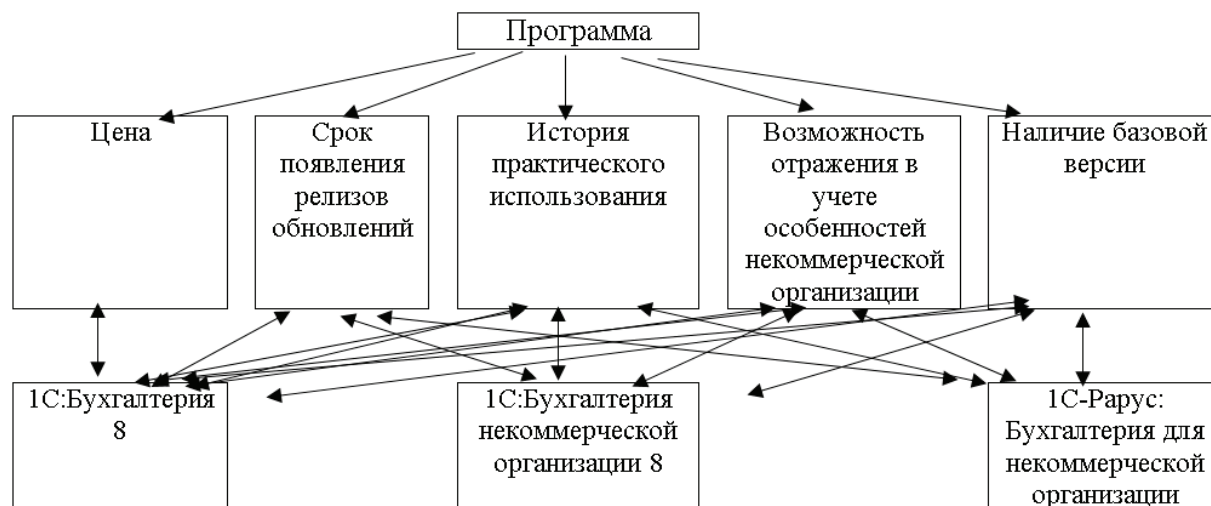 Программа
Цена
Срок
появления
релизов
обновлений
История
практического
использования
Возможность
отражения в
учете
особенностей
некоммерческой
организации
Наличие базовой
версии
1С:Бухгалтерия
8
1С:Бухгалтерия
некоммерческой
организации 8
1С-Рарус:
Бухгалтерия для
некоммерческой
организации